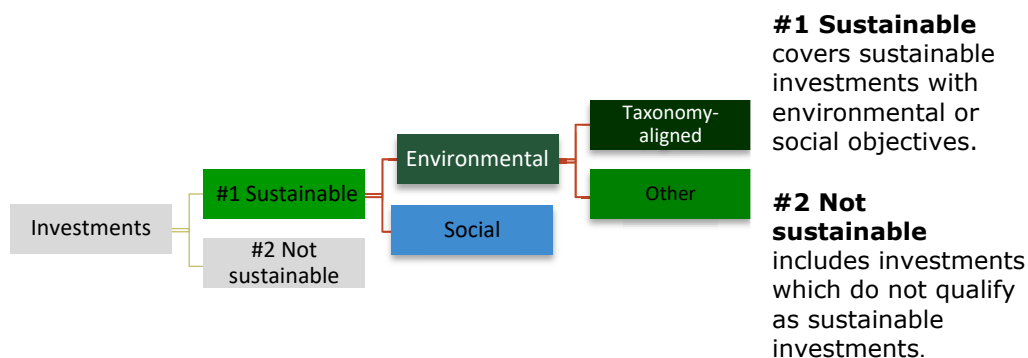 Investments
#1 Sustainable
#2 Not
sustainable
Environmental
Social
Taxonomy-
aligned
Other
#1 Sustainable
covers sustainable
investments with
environmental or
social objectives.
#2 Not
sustainable
includes investments
which do not qualify
as sustainable
investments.